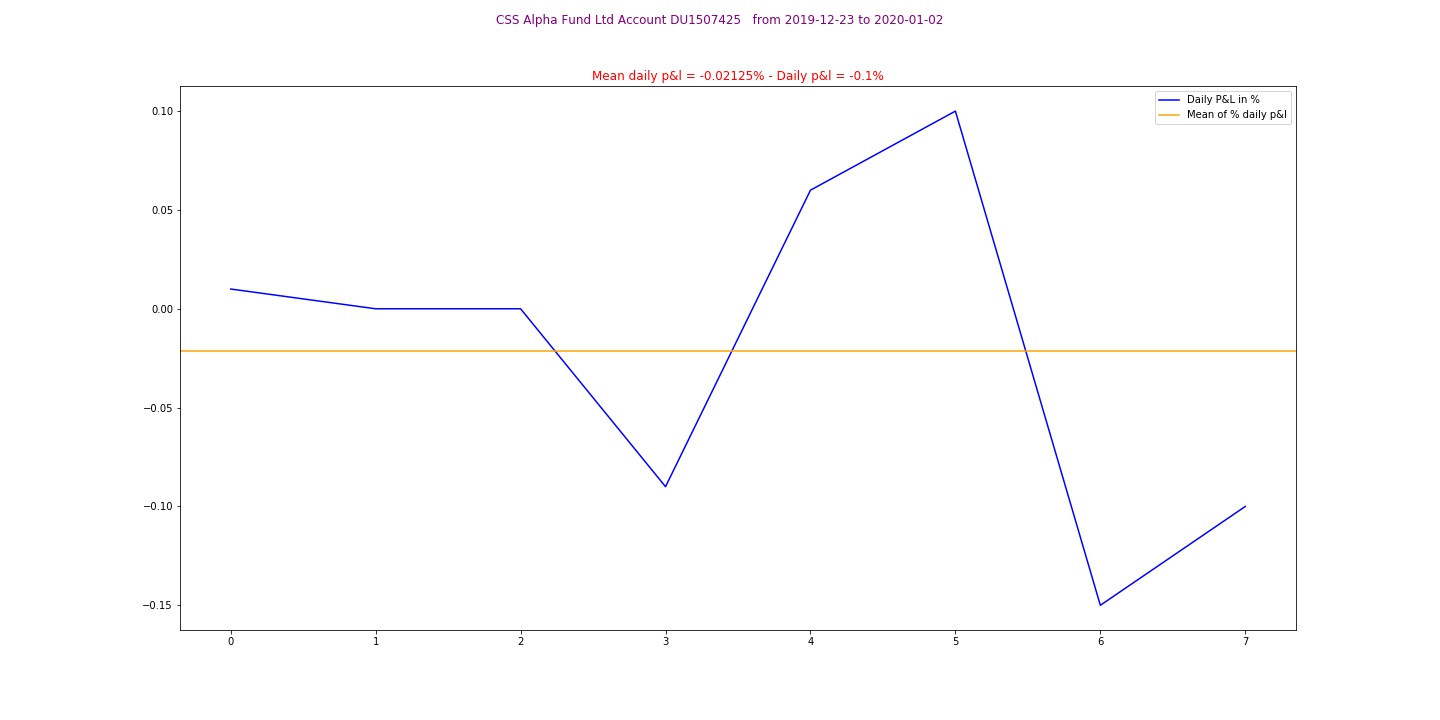 CSS Alpha Fund Ltd Account DU1507425   from 2019-12-23 to 2020-01-02
Mean daily p&l = -0.02125% - Daily p&l = -0.1%
Daily P&L in %
Mean of % daily p&l
0.10
0.05
0.00
−0.05
−0.10
−0.15
0 1 2 3 4 5 6 7